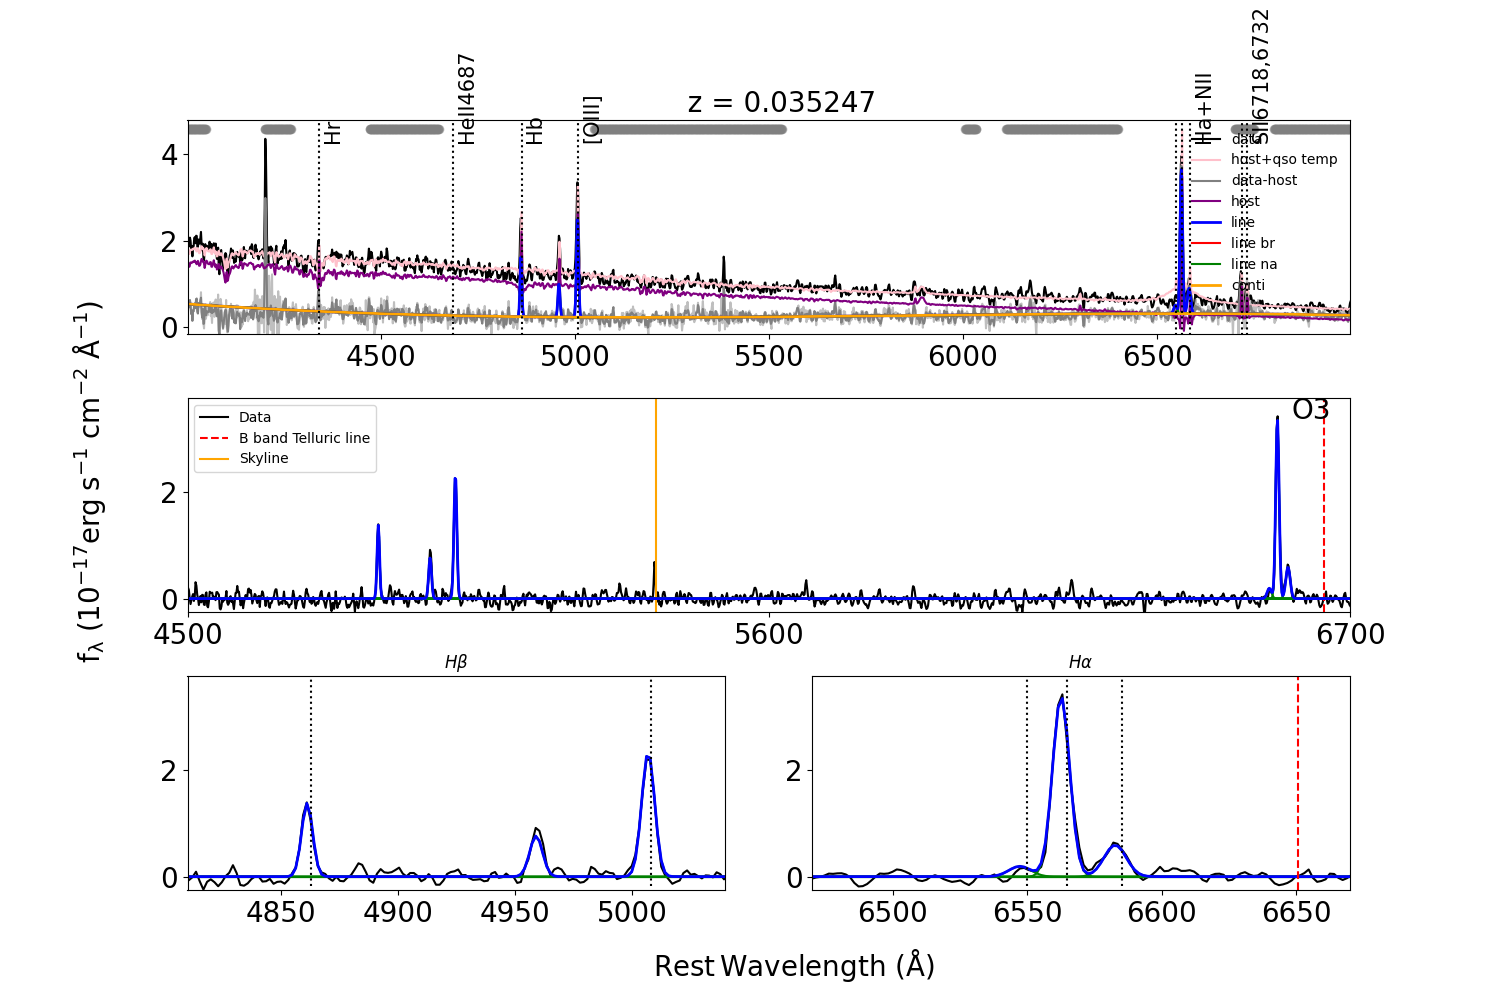 z = 0.035247
Hr
HeII4687
Hb
[OIII]
Ha+NII
SII6718,6732
data
host+qso temp
data-host
host
line
line br
line na
conti
4
2
0
4500 5000 5500 6000 6500
f_λ (10^{-17}erg s^{-1} cm^{-2} Å^{-1})
Data
B band Telluric line
Skyline
O3
2
0
4500 5600 6700
Hβ
2
0
4850 4900 4950 5000
Hα
2
0
6500 6550 6600 6650
Rest Wavelength (Å)